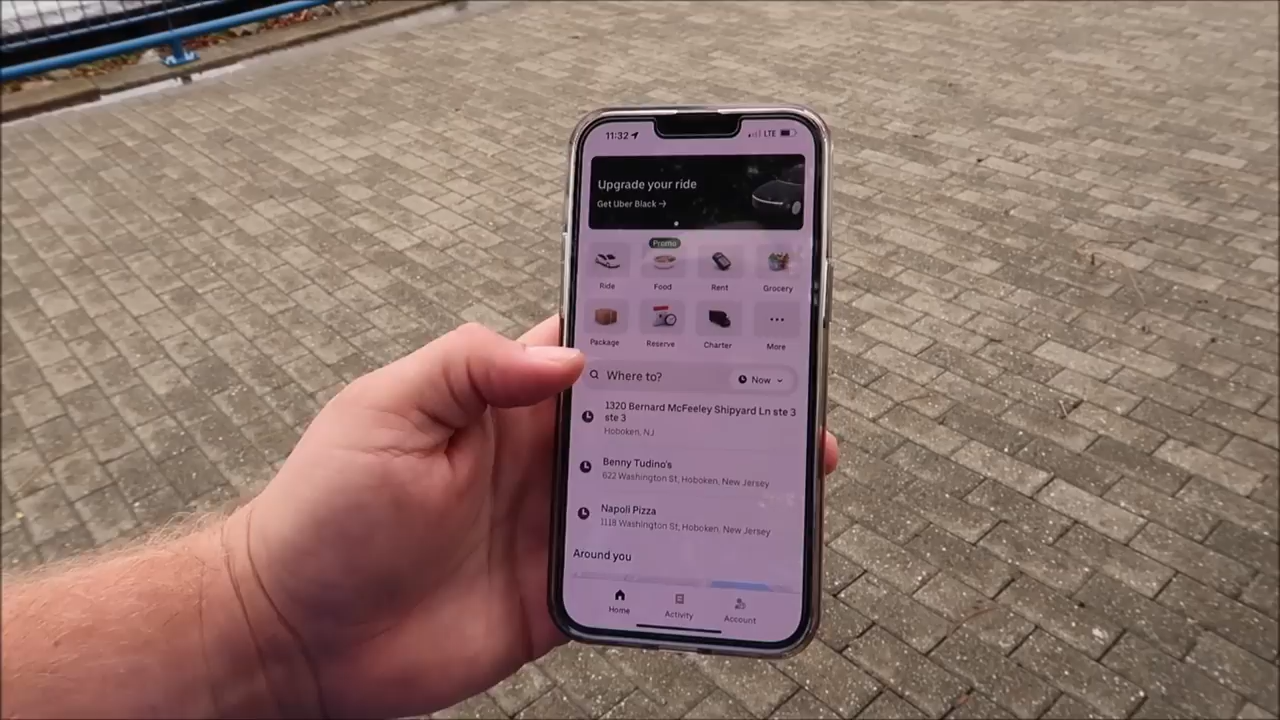 11:32
LTE
Upgrade your ride
Get Uber Black →
Promo
Ride
Food
Rent
Grocery
Package
Reserve
Charter
More
Where to?
Now
1320 Bernard McFeeley Shipyard Ln ste 3
ste 3
Hoboken, NJ
Benny Tudino's
622 Washington St, Hoboken, New Jersey
Napoli Pizza
1118 Washington St, Hoboken, New Jersey
Around you
Home
Activity
Account